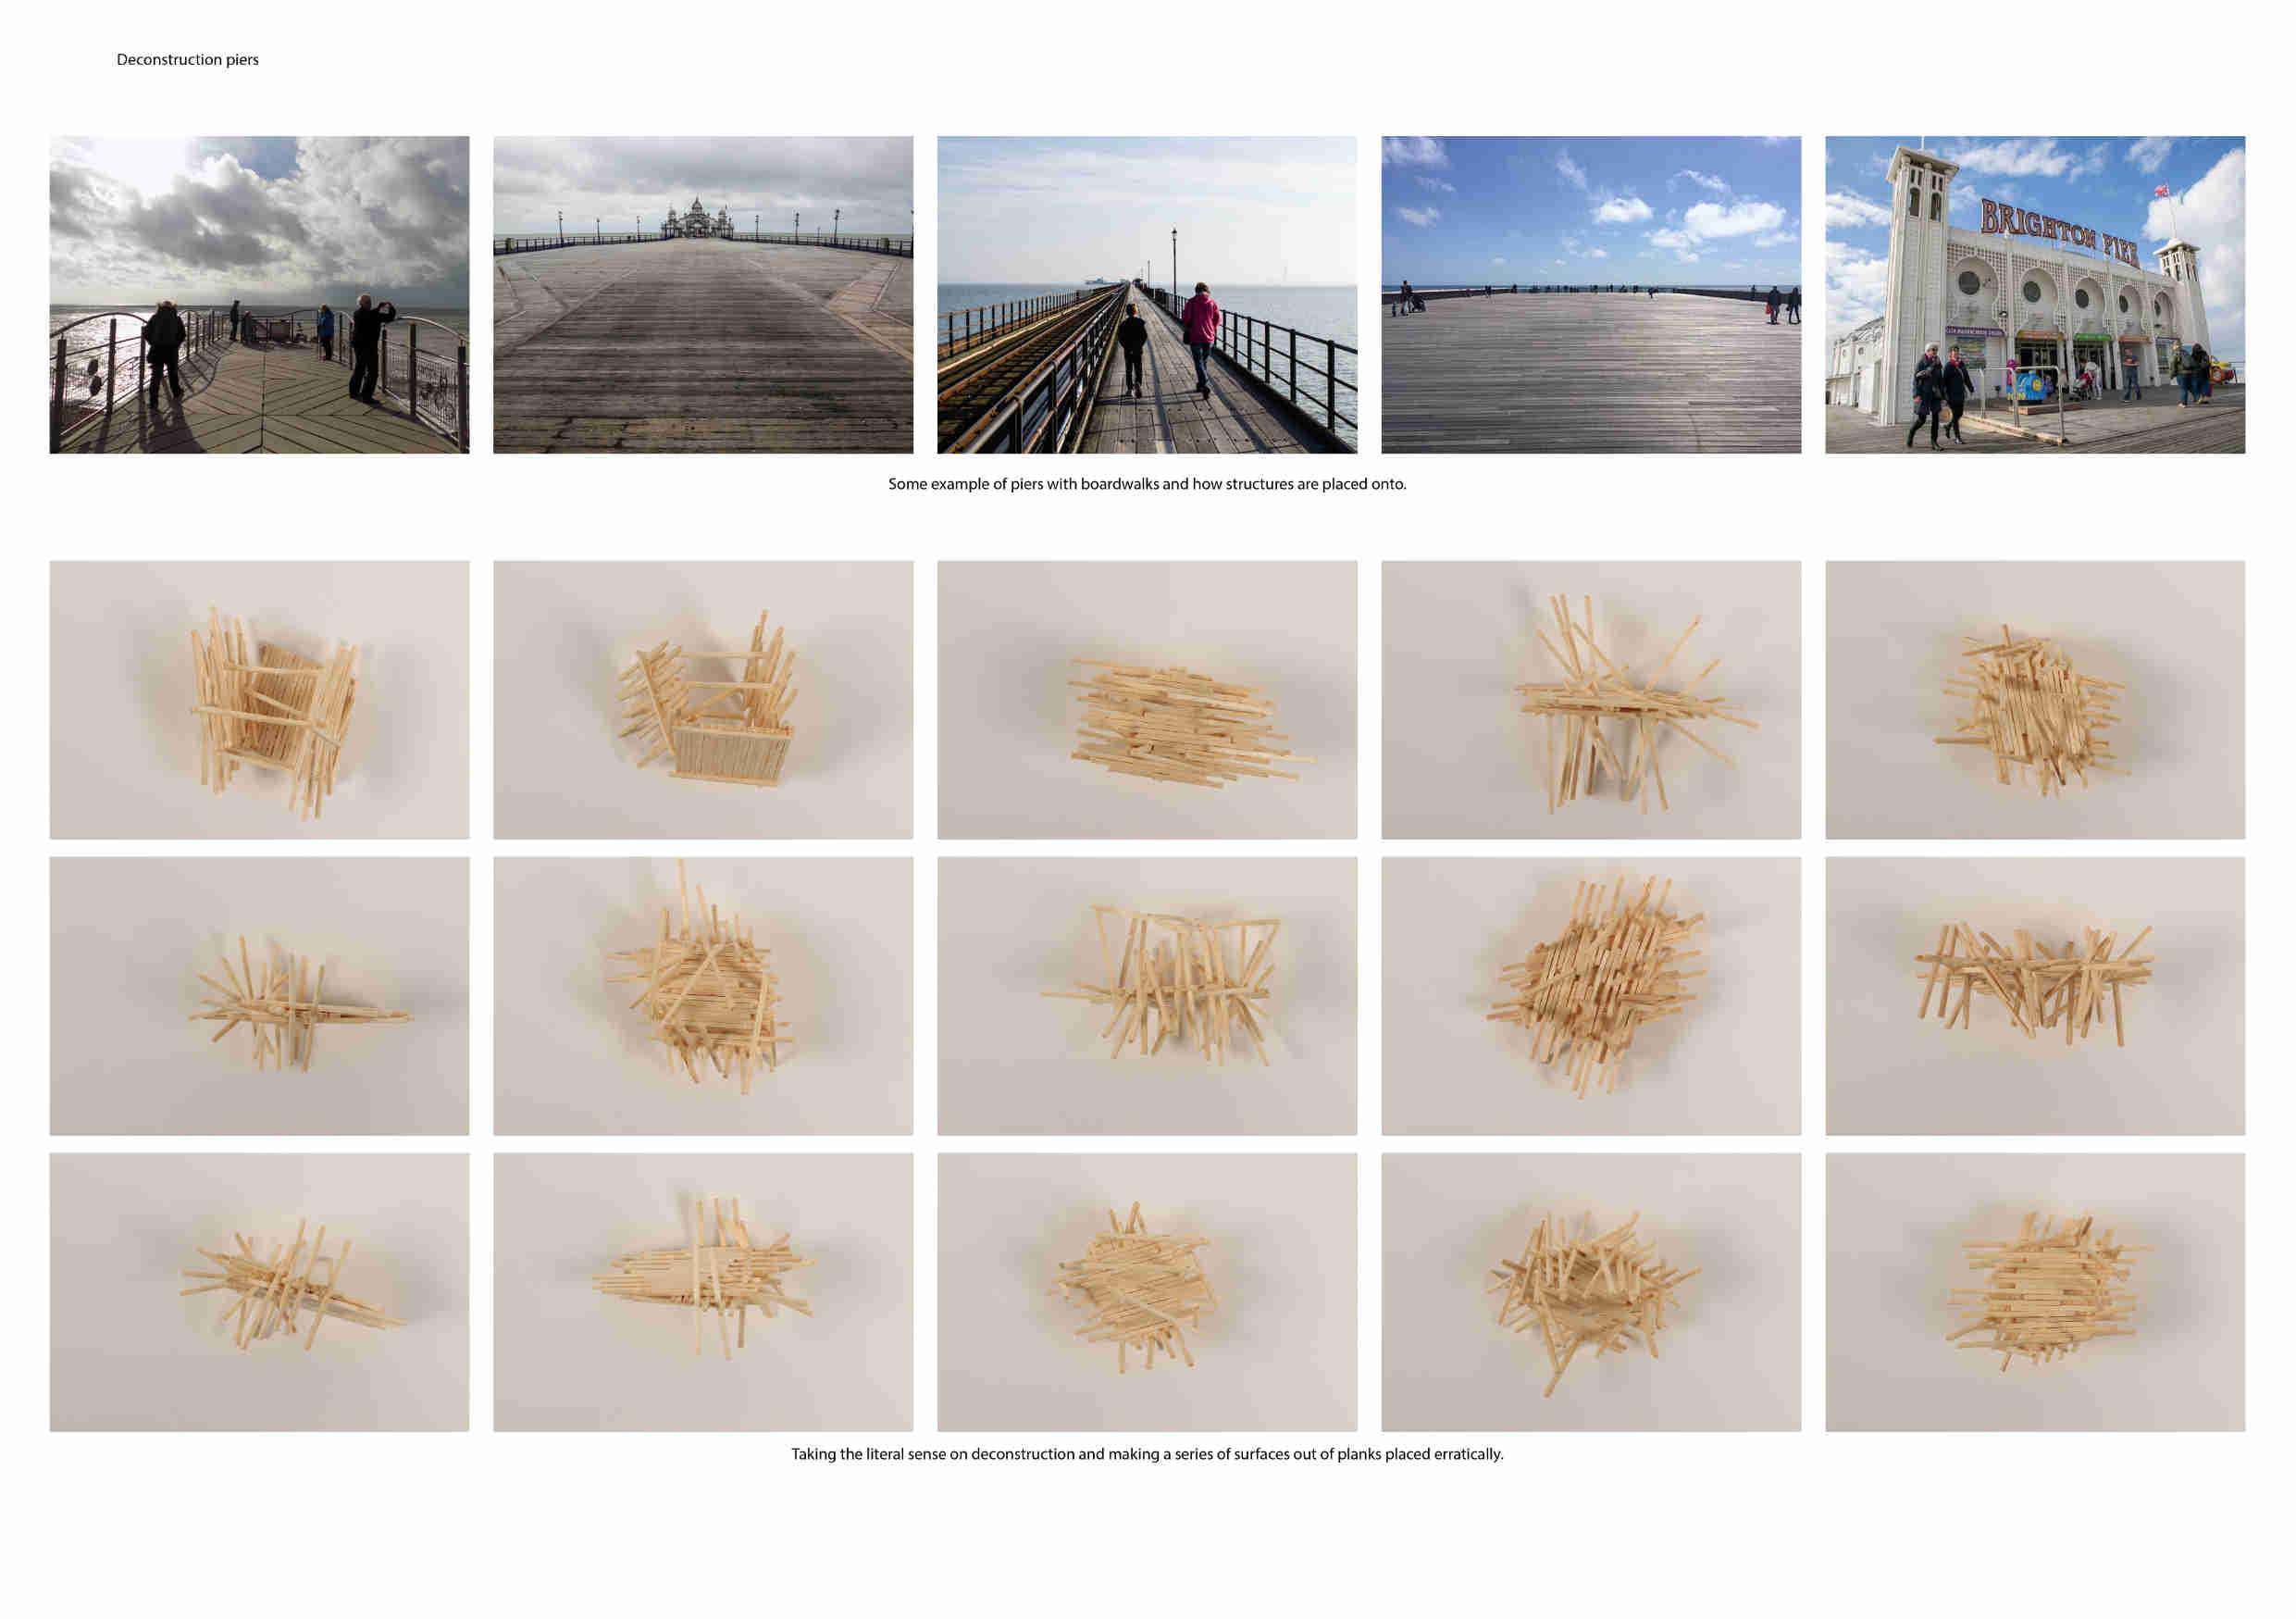 Deconstruction piers
BRIGHTON PIER
Some example of piers with boardwalks and how structures are placed onto.
Taking the literal sense on deconstruction and making a series of surfaces out of planks placed erratically.